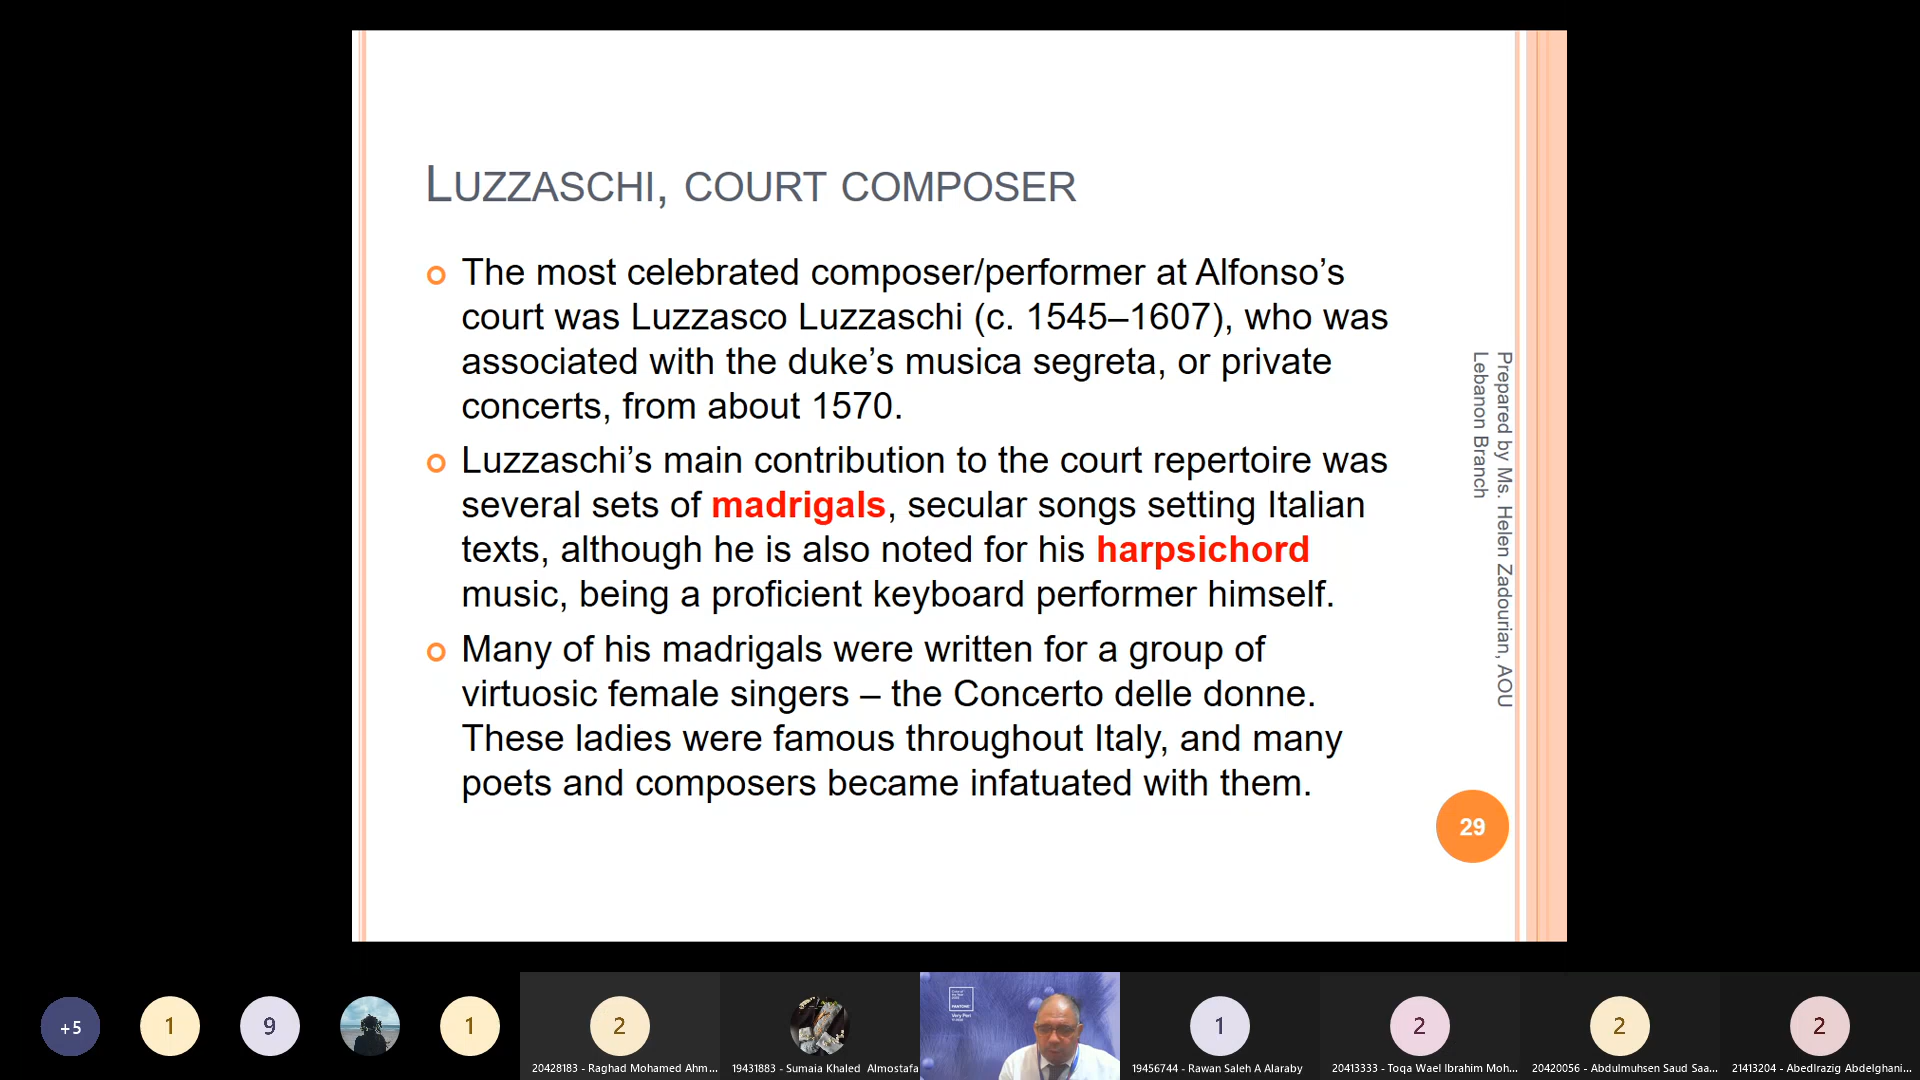 LUZZASCHI, COURT COMPOSER
The most celebrated composer/performer at Alfonso’s
court was Luzzasco Luzzaschi (c. 1545–1607), who was
associated with the duke’s musica segreta, or private
concerts, from about 1570.
Luzzaschi’s main contribution to the court repertoire was
several sets of madrigals, secular songs setting Italian
texts, although he is also noted for his harpsichord
music, being a proficient keyboard performer himself.
Many of his madrigals were written for a group of
virtuosic female singers – the Concerto delle donne.
These ladies were famous throughout Italy, and many
poets and composers became infatuated with them.
Prepared by Ms. Helen Zadourian, AOU
Lebanon Branch
29
+5
1
9
1
2
20428183 - Raghad Mohamed Ahm...
19431883 - Sumaia Khaled Almostafa
PANTONE
Very Peri
1
19456744 - Rawan Saleh A Alaraby
2
20413333 - Toqa Wael Ibrahim Moh...
2
20420056 - Abdulmuhsen Saud Saa...
2
21413204 - AbedIrazig Abdelghani...